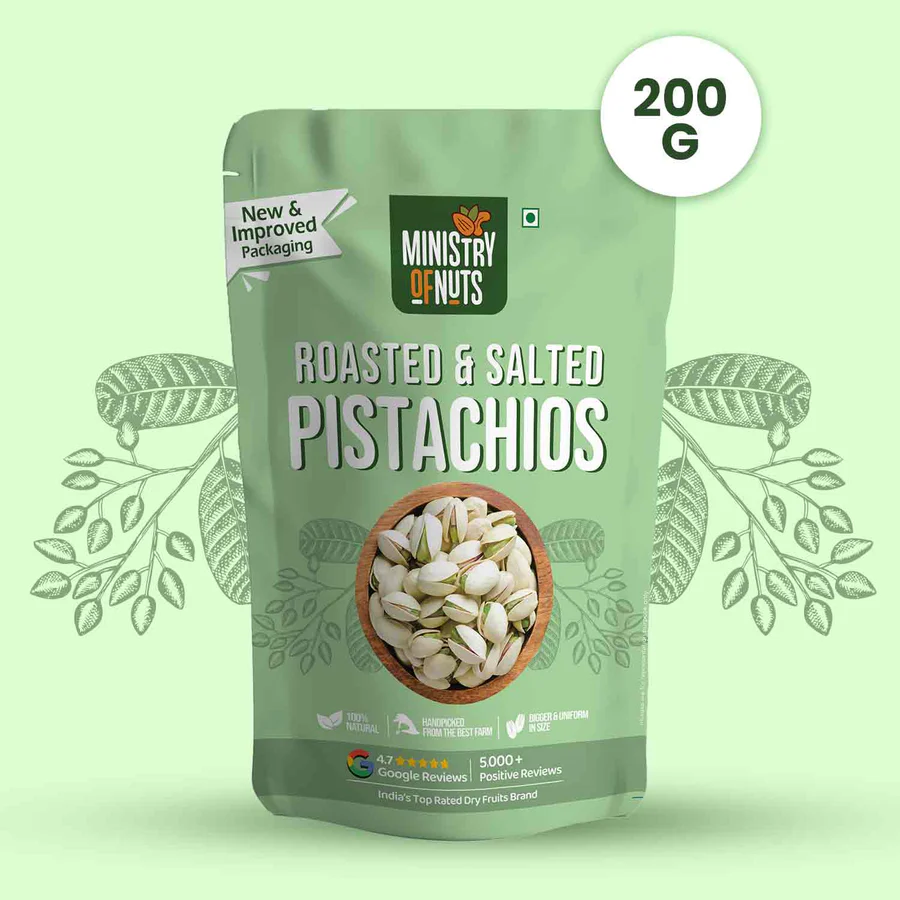 200
G
New &
Improved
Packaging
MINISTRY
OF NUTS
ROASTED & SALTED
PISTACHIOS
100%
NATURAL
HANDPICKED
FROM THE BEST FARM
BIGGER & UNIFORM
IN SIZE
4.7
Google Reviews
5,000+
Positive Reviews
India's Top Rated Dry Fruits Brand